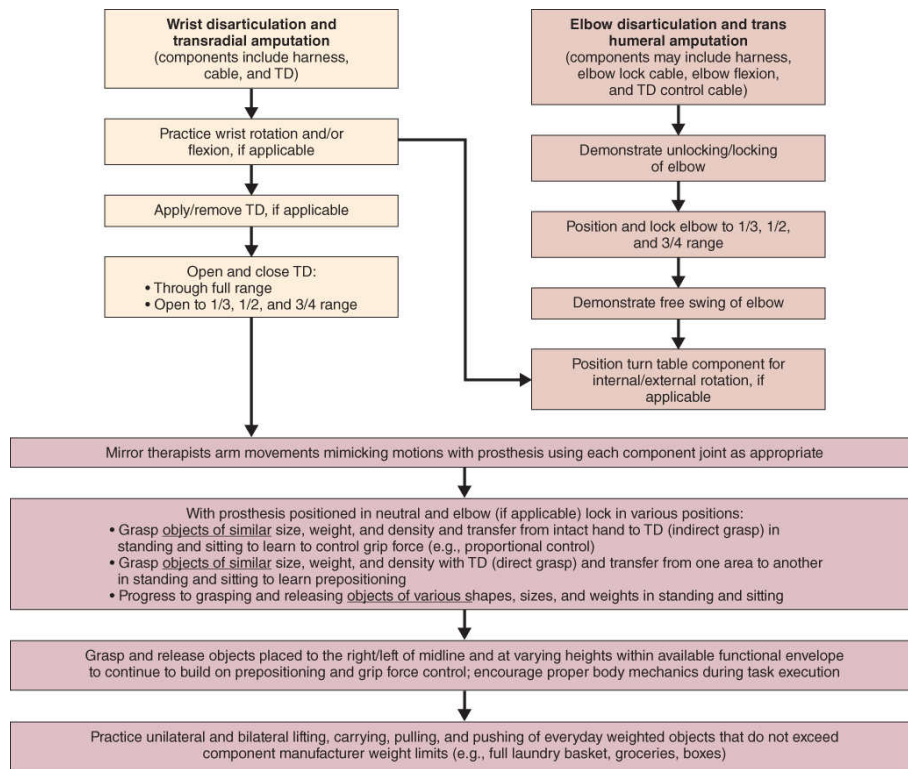 Wrist disarticulation and
transradial amputation
(components include harness,
cable, and TD)
Practice wrist rotation and/or
flexion, if applicable
Apply/remove TD, if applicable
Open and close TD:
• Through full range
• Open to 1/3, 1/2, and 3/4 range
Elbow disarticulation and trans
humeral amputation
(components may include harness,
elbow lock cable, elbow flexion,
and TD control cable)
Demonstrate unlocking/locking
of elbow
Position and lock elbow to 1/3, 1/2,
and 3/4 range
Demonstrate free swing of elbow
Position turn table component for
internal/external rotation, if
applicable
Mirror therapists arm movements mimicking motions with prosthesis using each component joint as appropriate
With prosthesis positioned in neutral and elbow (if applicable) lock in various positions:
• Grasp objects of similar size, weight, and density and transfer from intact hand to TD (indirect grasp) in
standing and sitting to learn to control grip force (e.g., proportional control)
• Grasp objects of similar size, weight, and density with TD (direct grasp) and transfer from one area to another
in standing and sitting to learn prepositioning
• Progress to grasping and releasing objects of various shapes, sizes, and weights in standing and sitting
Grasp and release objects placed to the right/left of midline and at varying heights within available functional envelope
to continue to build on prepositioning and grip force control; encourage proper body mechanics during task execution
Practice unilateral and bilateral lifting, carrying, pulling, and pushing of everyday weighted objects that do not exceed
component manufacturer weight limits (e.g., full laundry basket, groceries, boxes)